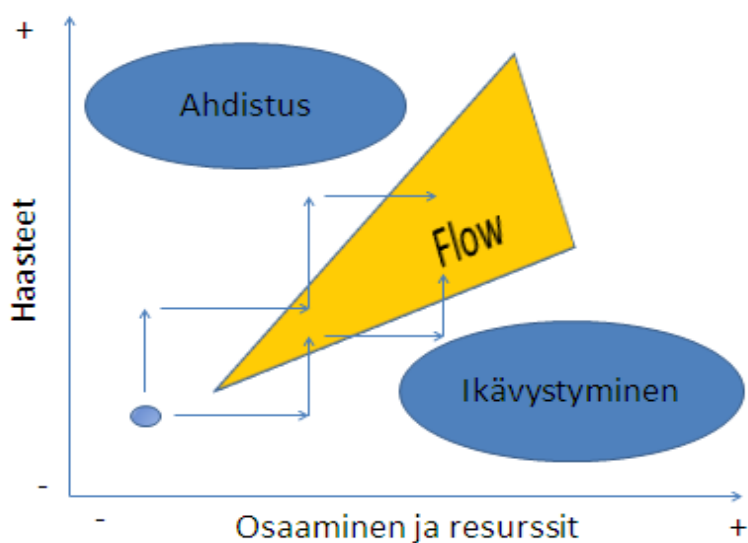 +
Ahdistus
Haasteet
Flow
Ikävystyminen
-
-
Osaaminen ja resurssit
+